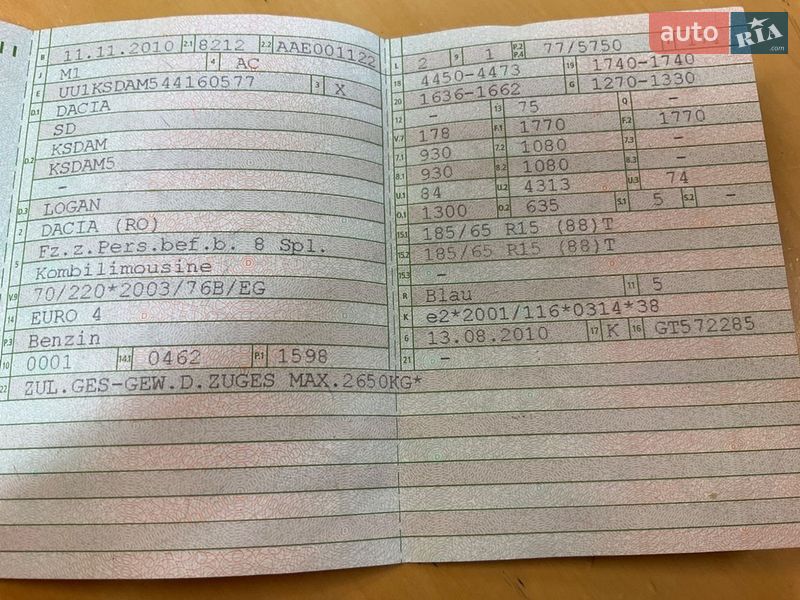 B 11.11.2010 2.1 8212 2.2 AAE001122
J M1 4 AC
E UU1KSDAM544160577 3 X
D.1 DACIA
SD
D.2 KSDAM
KSDAM5
-
D.3 LOGAN
2 DACIA (RO)
5 Fz.z.Pers.bef.b. 8 Spl.
Kombilimousine
V.9 70/220*2003/76B/EG
14 EURO 4
P.3 Benzin
10 0001 14.1 0462 P.1 1598
22 ZUL.GES-GEW.D.ZUGES MAX.2650KG*
L 2 9 1 P.2 P.4 77/5750
18 4450-4473 19 1740-1740
20 1636-1662 G 1270-1330
12 - 13 75 Q -
V.7 178 F.1 1770 F.2 1770
7.1 930 7.2 1080 7.3 -
8.1 930 8.2 1080 8.3 -
U.1 84 U.2 4313 U.3 74
O.1 1300 O.2 635 S.1 5 S.2 -
15.1 185/65 R15 (88)T
15.2 185/65 R15 (88)T
15.3 -
R Blau 11 5
K e2*2001/116*0314*38
6 13.08.2010 17 K 16 GT572285
21 -
auto RIA.com